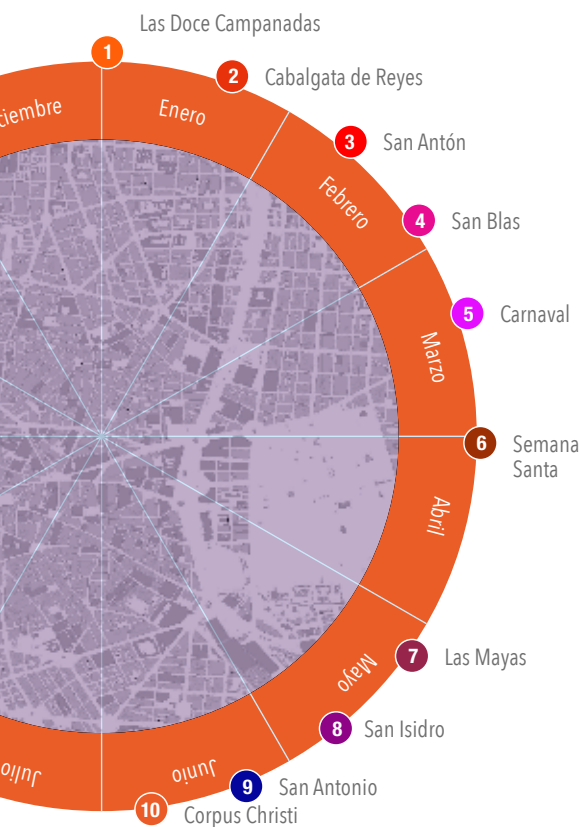 Las Doce Campanadas
1
2
Cabalgata de Reyes
ciembre
Enero
3
San Antón
Febrero
4
San Blas
5
Carnaval
Marzo
6
Semana
Santa
Abril
7
Las Mayas
Mayo
8
San Isidro
Julio
Junio
9
San Antonio
10
Corpus Christi